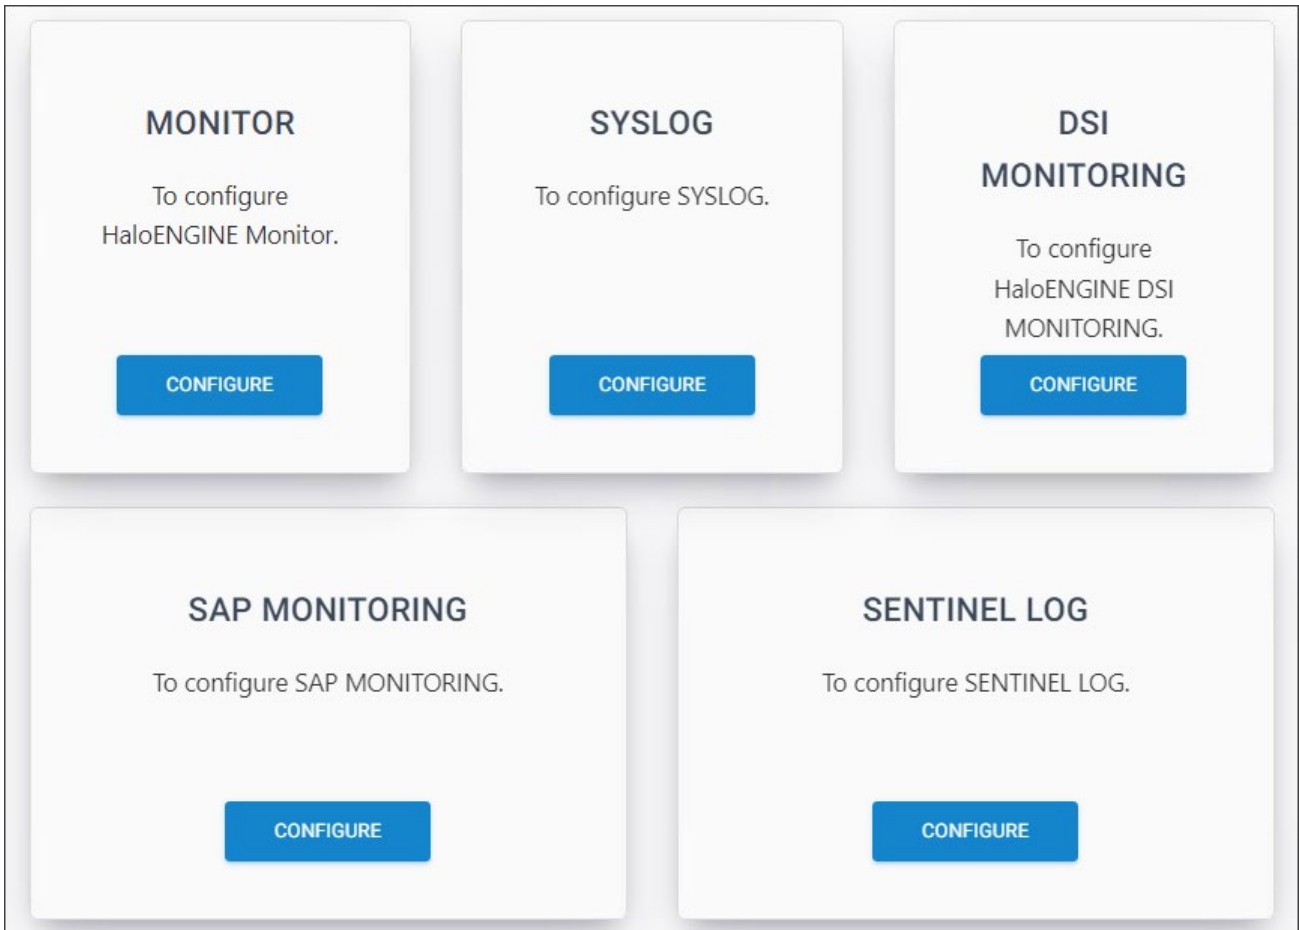 MONITOR
To configure
HaloENGINE Monitor.
CONFIGURE
SYSLOG
To configure SYSLOG.
CONFIGURE
DSI
MONITORING
To configure
HaloENGINE DSI
MONITORING.
CONFIGURE
SAP MONITORING
To configure SAP MONITORING.
CONFIGURE
SENTINEL LOG
To configure SENTINEL LOG.
CONFIGURE